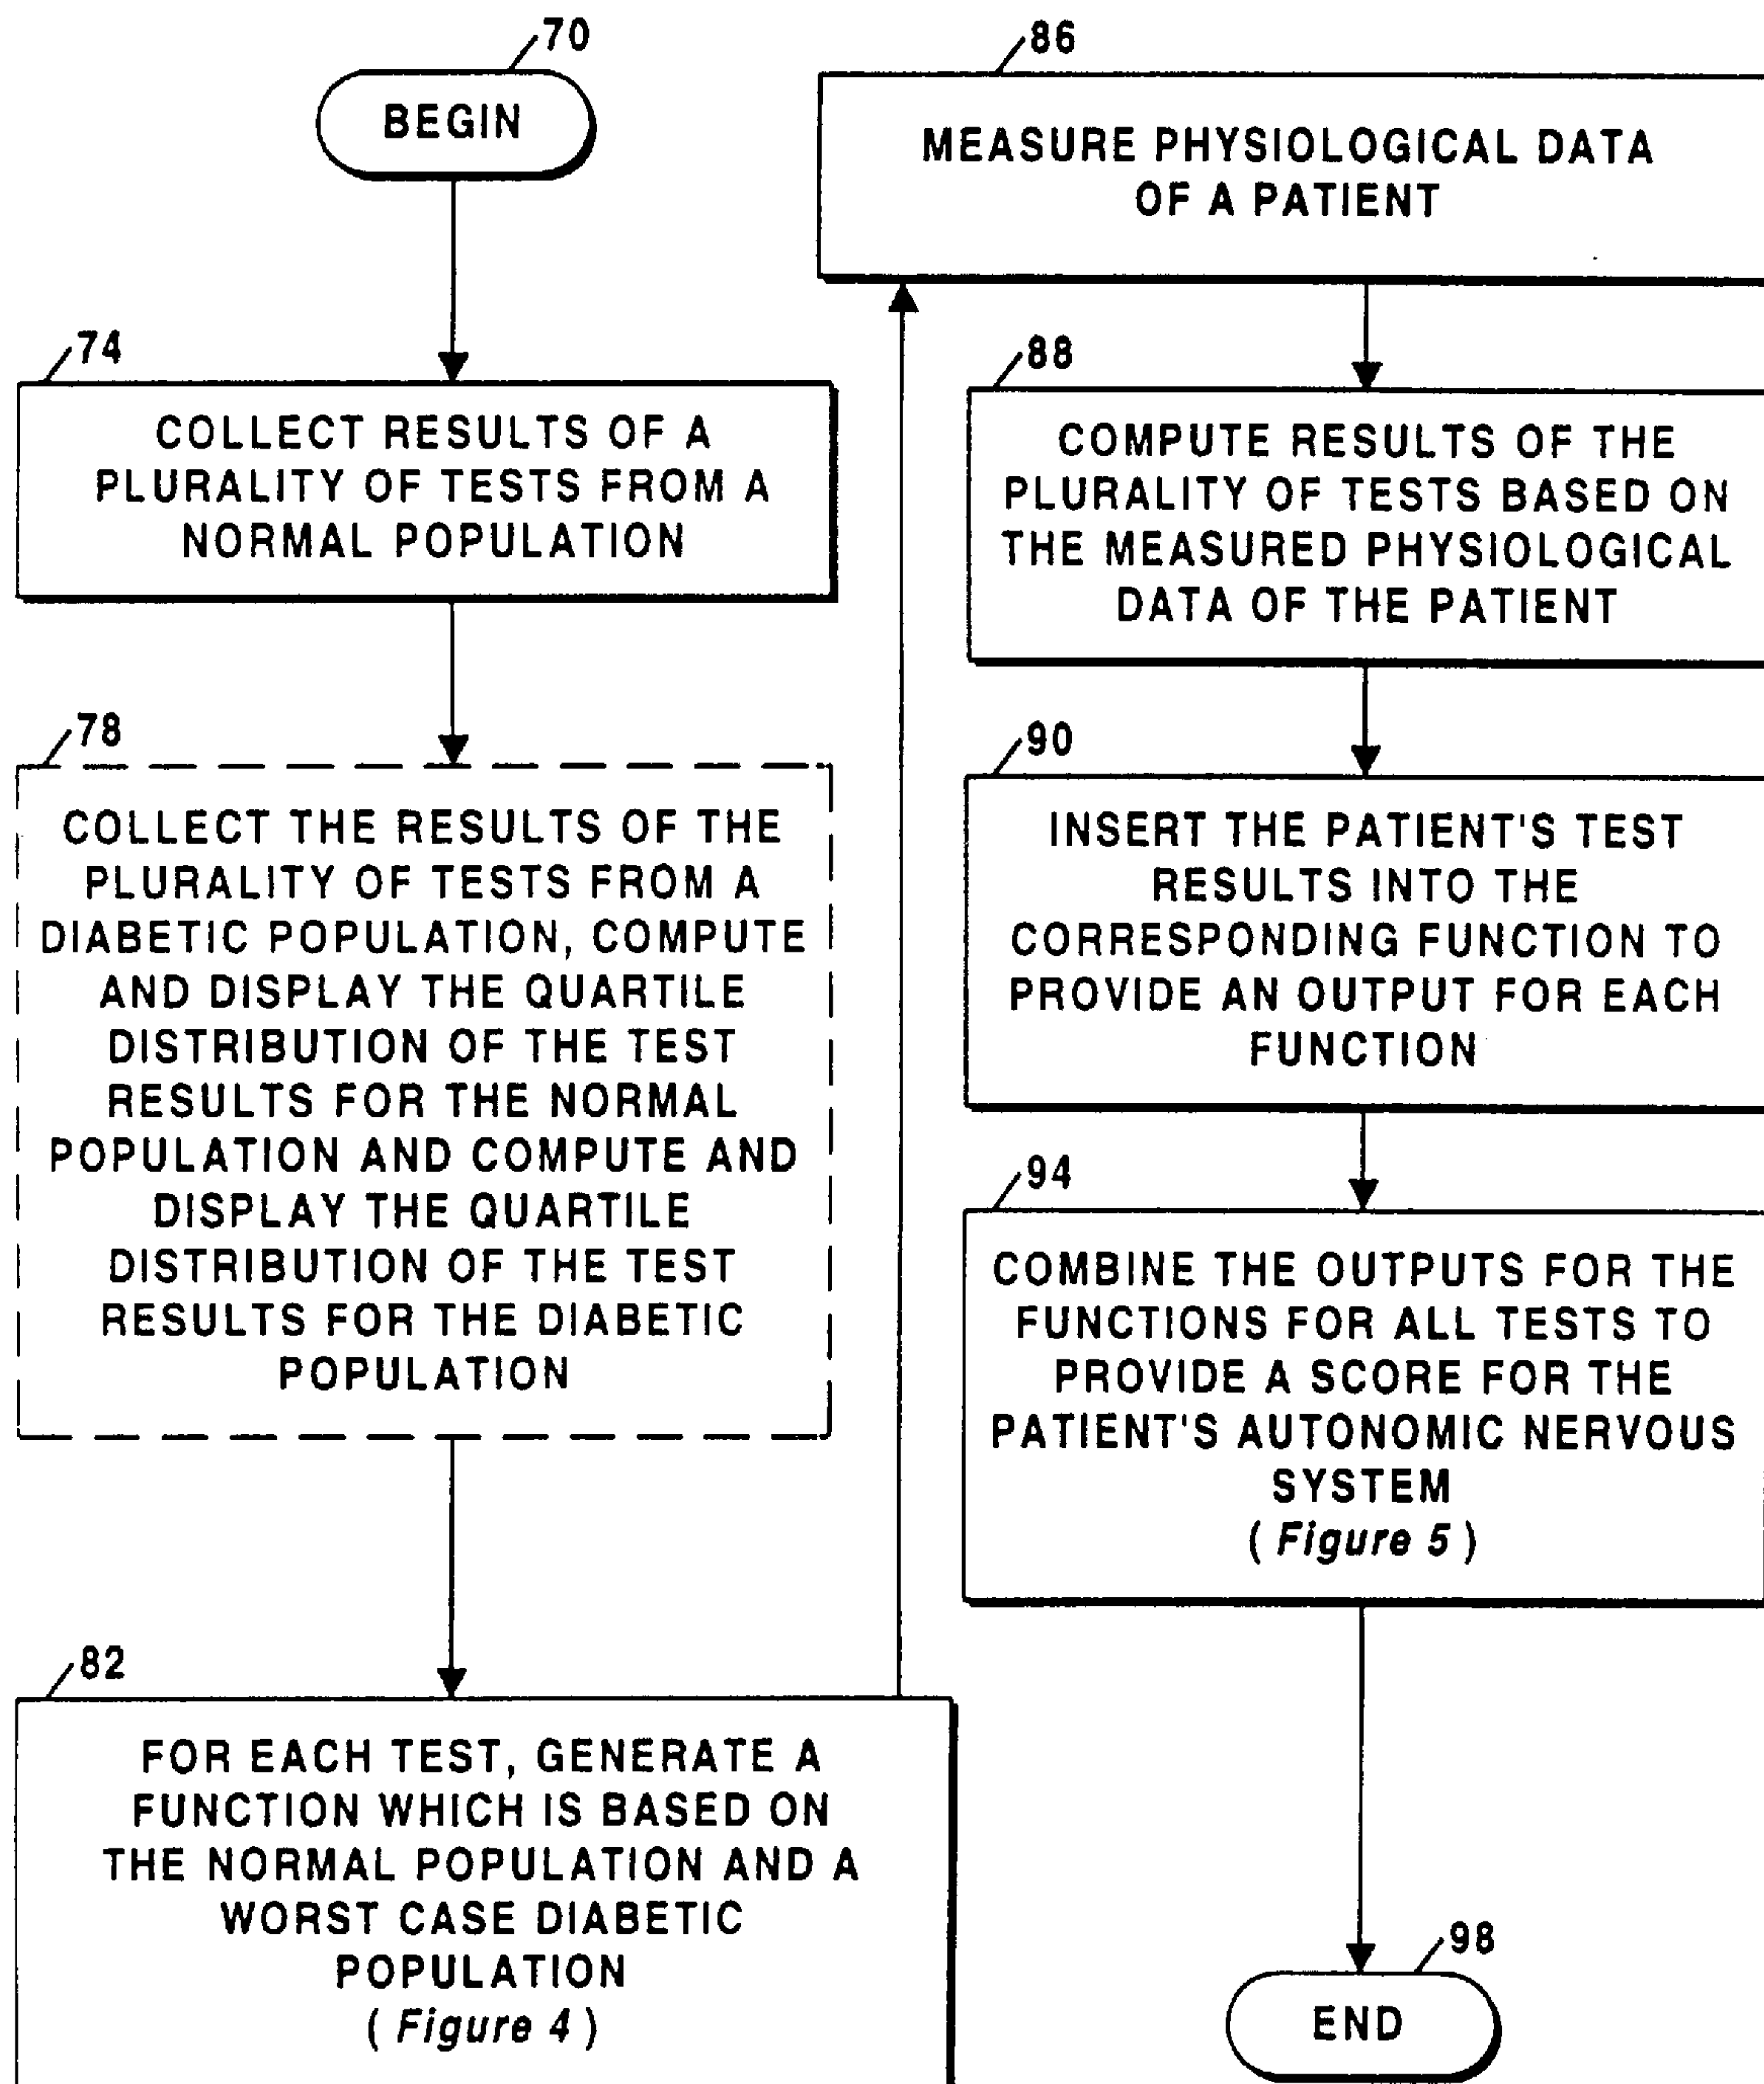 70
BEGIN
74
COLLECT RESULTS OF A
PLURALITY OF TESTS FROM A
NORMAL POPULATION
78
COLLECT THE RESULTS OF THE
PLURALITY OF TESTS FROM A
DIABETIC POPULATION, COMPUTE
AND DISPLAY THE QUARTILE
DISTRIBUTION OF THE TEST
RESULTS FOR THE NORMAL
POPULATION AND COMPUTE AND
DISPLAY THE QUARTILE
DISTRIBUTION OF THE TEST
RESULTS FOR THE DIABETIC
POPULATION
82
FOR EACH TEST, GENERATE A
FUNCTION WHICH IS BASED ON
THE NORMAL POPULATION AND A
WORST CASE DIABETIC
POPULATION
( Figure 4 )
86
MEASURE PHYSIOLOGICAL DATA
OF A PATIENT
88
COMPUTE RESULTS OF THE
PLURALITY OF TESTS BASED ON
THE MEASURED PHYSIOLOGICAL
DATA OF THE PATIENT
90
INSERT THE PATIENT'S TEST
RESULTS INTO THE
CORRESPONDING FUNCTION TO
PROVIDE AN OUTPUT FOR EACH
FUNCTION
94
COMBINE THE OUTPUTS FOR THE
FUNCTIONS FOR ALL TESTS TO
PROVIDE A SCORE FOR THE
PATIENT'S AUTONOMIC NERVOUS
SYSTEM
( Figure 5 )
98
END